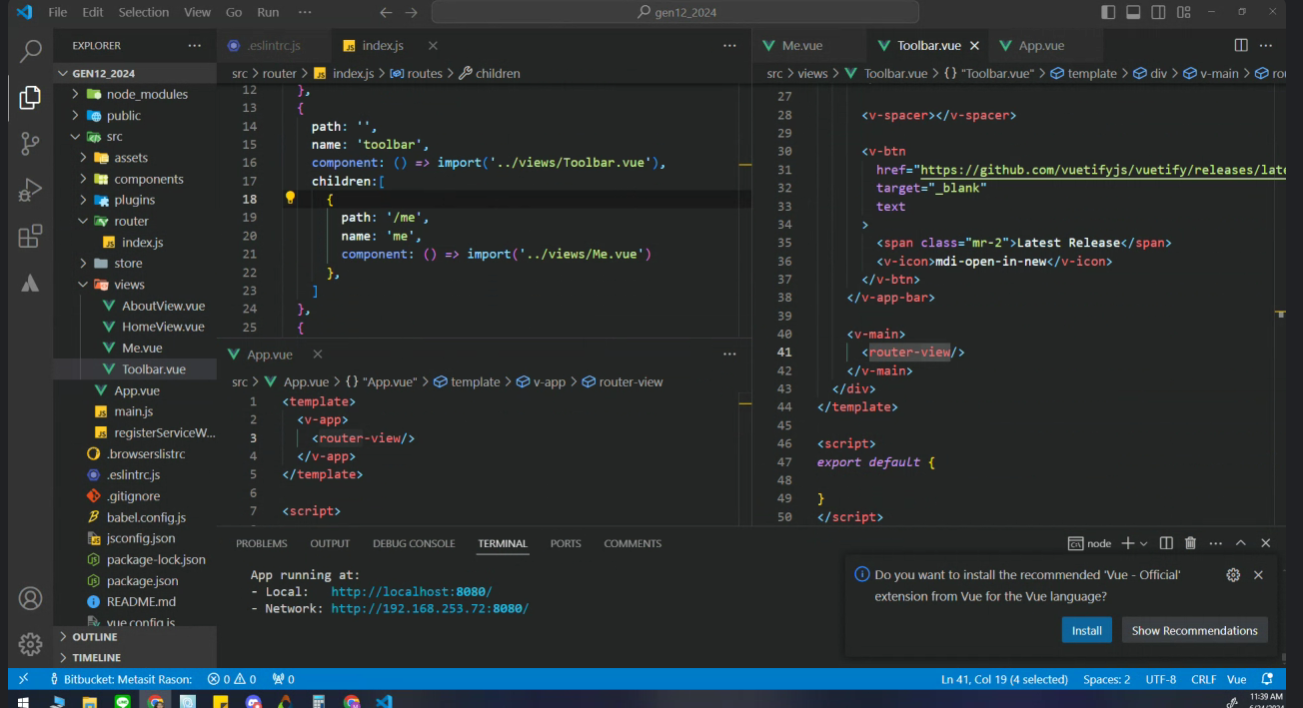 File Edit Selection View Go Run ···
gen12_2024
EXPLORER ···
GEN12_2024
node_modules
public
src
assets
components
plugins
router
index.js
store
views
AboutView.vue
HomeView.vue
Me.vue
Toolbar.vue
App.vue
main.js
registerServiceW...
.browserslistrc
.eslintrc.js
.gitignore
babel.config.js
jsconfig.json
package-lock.json
package.json
README.md
vue.config.js
OUTLINE
TIMELINE
.eslintrc.js index.js
src > router > index.js > routes > children
12 },
13 {
14 path: '',
15 name: 'toolbar',
16 component: () => import('../views/Toolbar.vue'),
17 children:[
18 {
19 path: '/me',
20 name: 'me',
21 component: () => import('../views/Me.vue')
22 },
23 ]
24 },
25 {
App.vue
src > App.vue > {} "App.vue" > template > v-app > router-view
1 <template>
2 <v-app>
3 <router-view/>
4 </v-app>
5 </template>
6
7 <script>
Me.vue Toolbar.vue App.vue
src > views > Toolbar.vue > {} "Toolbar.vue" > template > div > v-main > ro
27
28 <v-spacer></v-spacer>
29
30 <v-btn
31 href="https://github.com/vuetifyjs/vuetify/releases/late
32 target="_blank"
33 text
34 >
35 <span class="mr-2">Latest Release</span>
36 <v-icon>mdi-open-in-new</v-icon>
37 </v-btn>
38 </v-app-bar>
39
40 <v-main>
41 <router-view/>
42 </v-main>
43 </div>
44 </template>
45
46 <script>
47 export default {
48
49 }
50 </script>
PROBLEMS OUTPUT DEBUG CONSOLE TERMINAL PORTS COMMENTS
node
App running at:
- Local: http://localhost:8080/
- Network: http://192.168.253.72:8080/
Do you want to install the recommended 'Vue - Official'
extension from Vue for the Vue language?
Install Show Recommendations
Bitbucket: Metasit Rason: 0 0 0
Ln 41, Col 19 (4 selected) Spaces: 2 UTF-8 CRLF Vue
11:39 AM